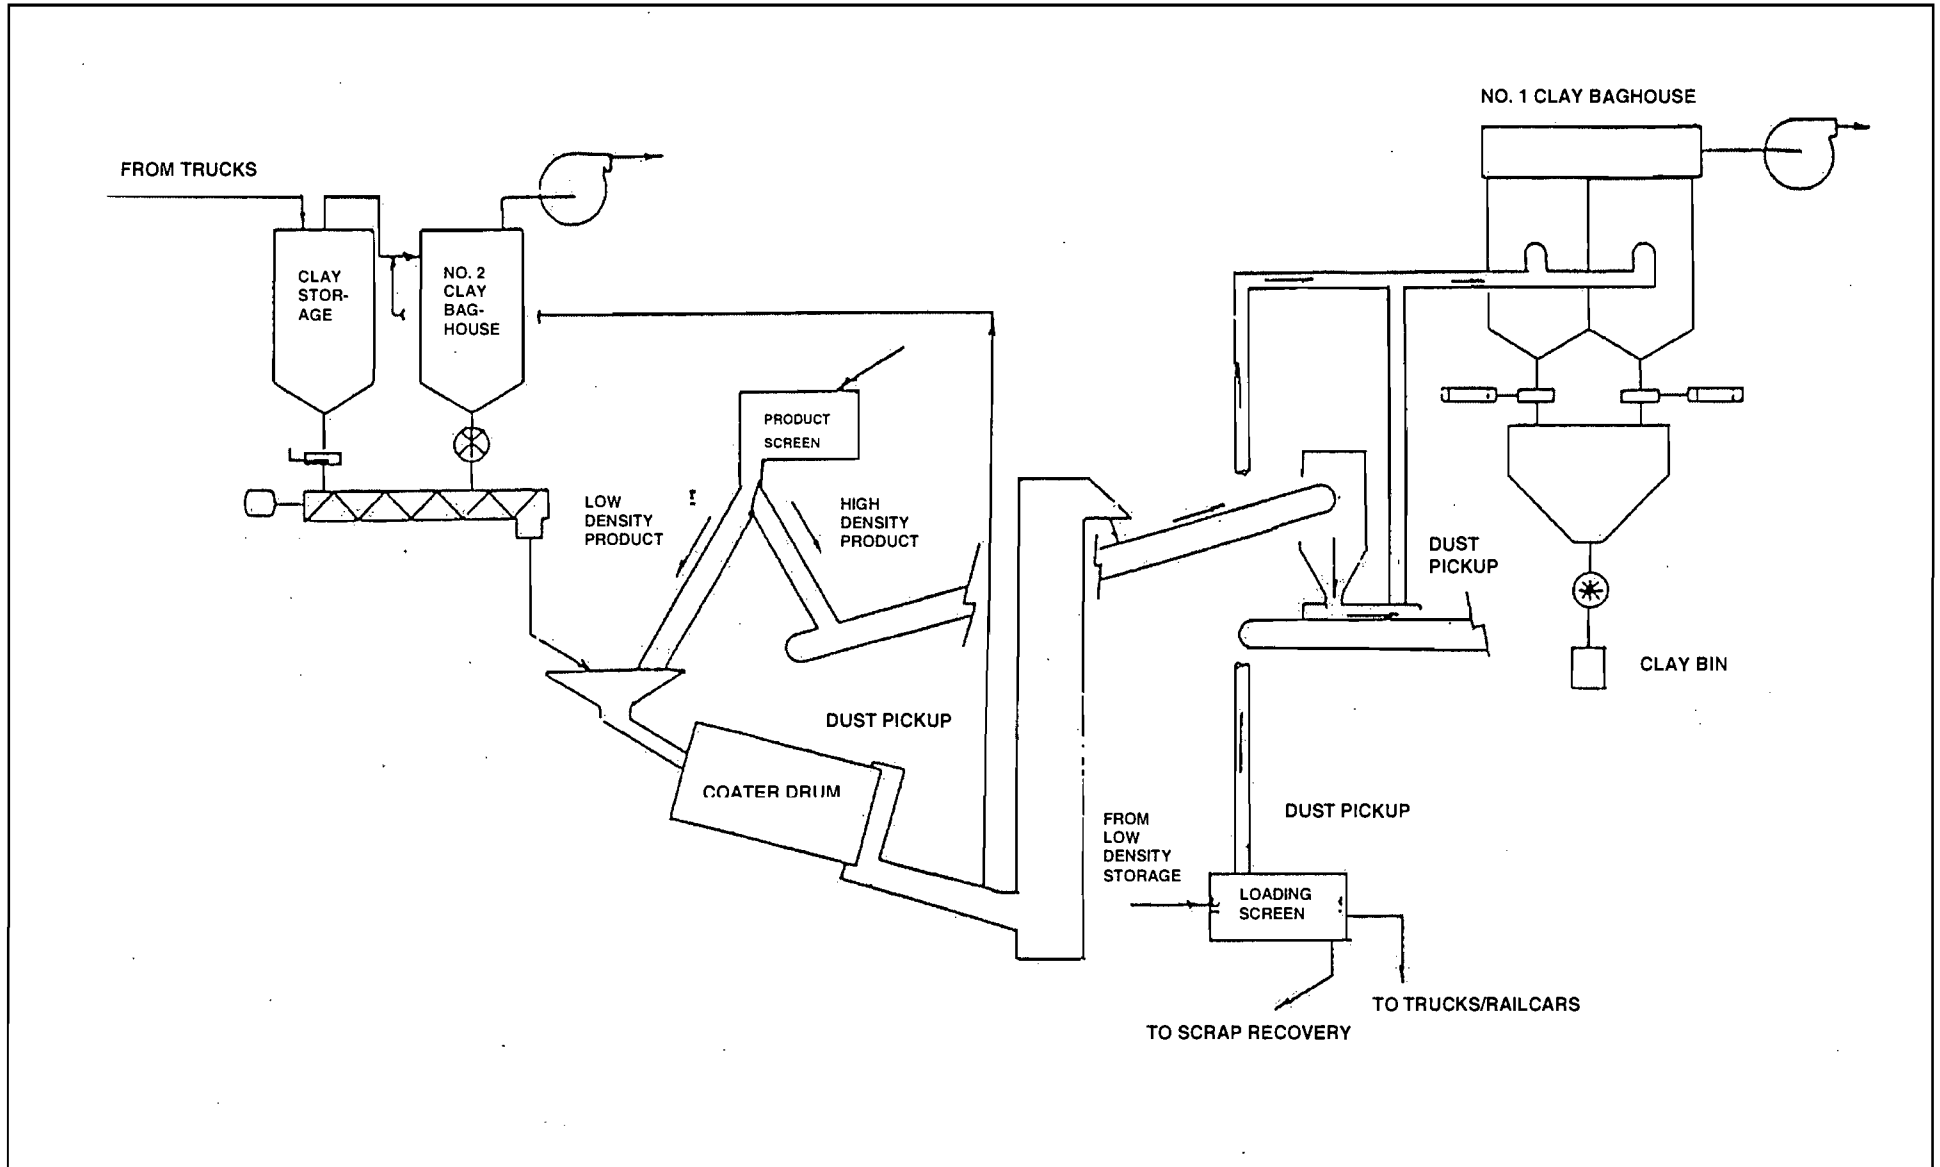 NO. 1 CLAY BAGHOUSE
FROM TRUCKS
CLAY
STOR-
AGE
NO. 2
CLAY
BAG-
HOUSE
PRODUCT
SCREEN
LOW
DENSITY
PRODUCT
HIGH
DENSITY
PRODUCT
DUST
PICKUP
CLAY BIN
DUST PICKUP
COATER DRUM
DUST PICKUP
FROM
LOW
DENSITY
STORAGE
LOADING
SCREEN
TO TRUCKS/RAILCARS
TO SCRAP RECOVERY